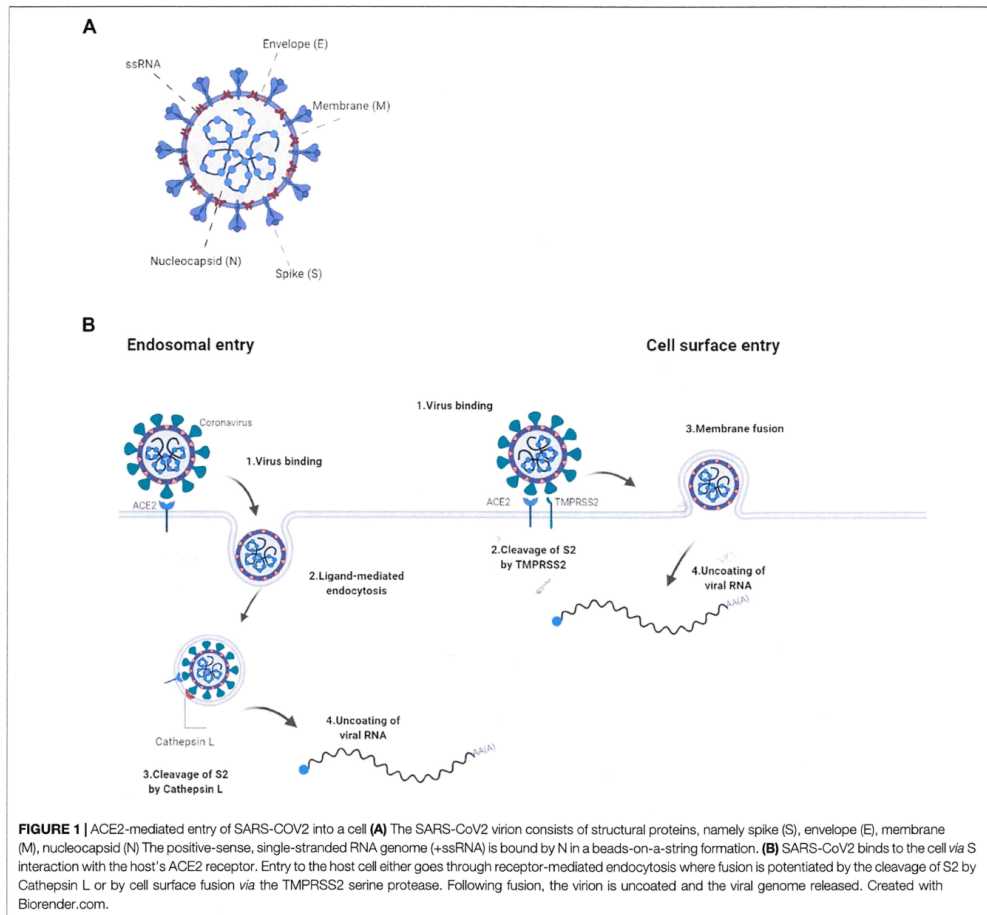 A
Envelope (E)
ssRNA
Membrane (M)
Nucleocapsid (N)
Spike (S)
B
Endosomal entry
Cell surface entry
1.Virus binding
Coronavirus
3.Membrane fusion
1.Virus binding
ACE2
ACE2
TMPRSS2
2.Cleavage of S2
by TMPRSS2
2.Ligand-mediated
endocytosis
4.Uncoating of
viral RNA
AA(A)
Cathepsin L
4.Uncoating of
viral RNA
AA(A)
3.Cleavage of S2
by Cathepsin L
FIGURE 1 | ACE2-mediated entry of SARS-COV2 into a cell (A) The SARS-CoV2 virion consists of structural proteins, namely spike (S), envelope (E), membrane
(M), nucleocapsid (N) The positive-sense, single-stranded RNA genome (+ssRNA) is bound by N in a beads-on-a-string formation. (B) SARS-CoV2 binds to the cell via S
interaction with the host's ACE2 receptor. Entry to the host cell either goes through receptor-mediated endocytosis where fusion is potentiated by the cleavage of S2 by
Cathepsin L or by cell surface fusion via the TMPRSS2 serine protease. Following fusion, the virion is uncoated and the viral genome released. Created with
Biorender.com.